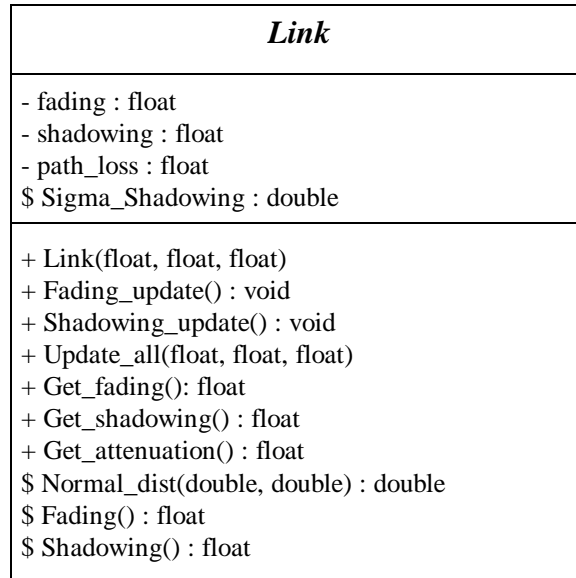 Link
- fading : float
- shadowing : float
- path_loss : float
$ Sigma_Shadowing : double
+ Link(float, float, float)
+ Fading_update() : void
+ Shadowing_update() : void
+ Update_all(float, float, float)
+ Get_fading(): float
+ Get_shadowing() : float
+ Get_attenuation() : float
$ Normal_dist(double, double) : double
$ Fading() : float
$ Shadowing() : float